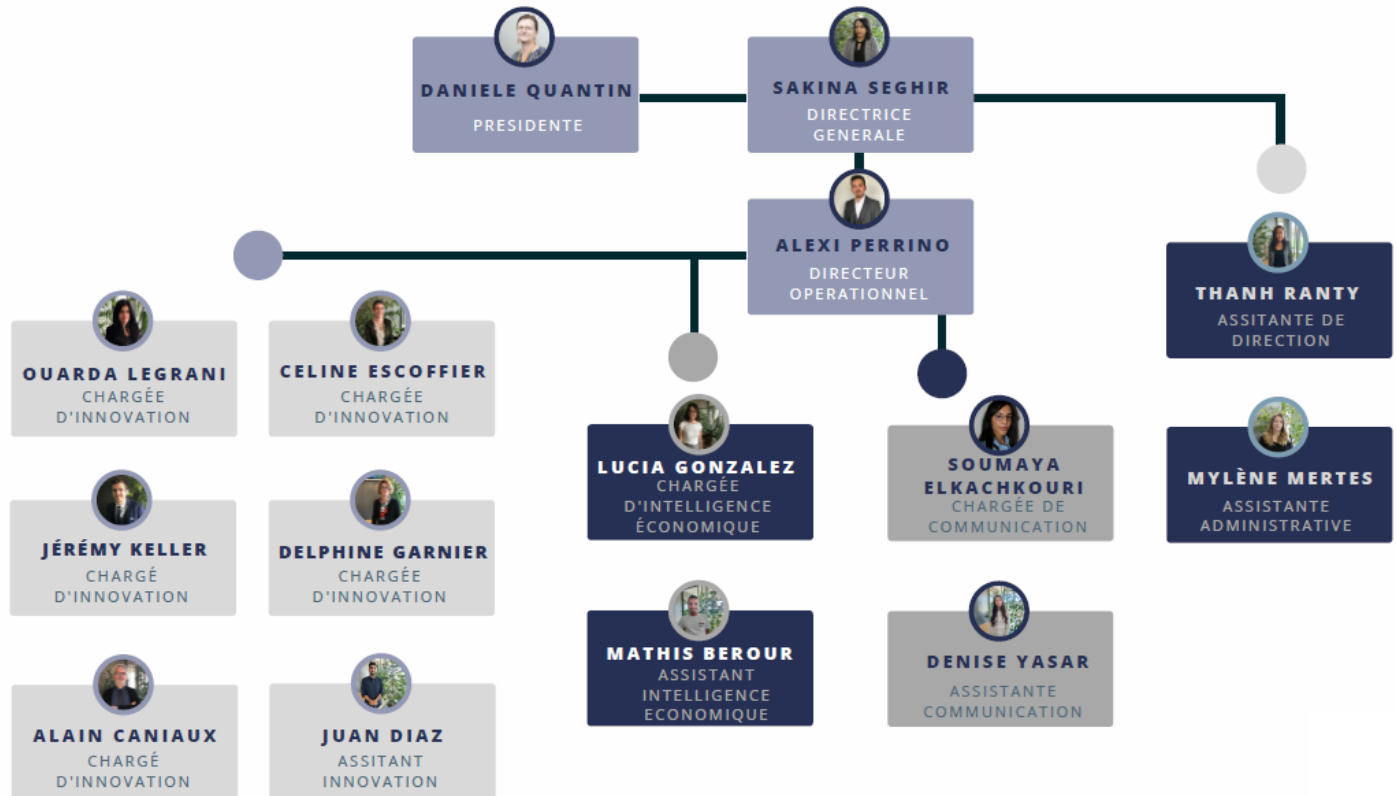 DANIELE QUANTIN
PRESIDENTE
SAKINA SEGHIR
DIRECTRICE
GENERALE
ALEXI PERRINO
DIRECTEUR
OPERATIONNEL
THANH RANTY
ASSITANTE DE
DIRECTION
MYLÈNE MERTES
ASSISTANTE
ADMINISTRATIVE
OUARDA LEGRANI
CHARGÉE
D'INNOVATION
CELINE ESCOFFIER
CHARGÉE
D'INNOVATION
JÉRÉMY KELLER
CHARGÉ
D'INNOVATION
DELPHINE GARNIER
CHARGÉE
D'INNOVATION
ALAIN CANIAUX
CHARGÉ
D'INNOVATION
JUAN DIAZ
ASSITANT
INNOVATION
LUCIA GONZALEZ
CHARGÉE
D'INTELLIGENCE
ÉCONOMIQUE
MATHIS BEROUR
ASSISTANT
INTELLIGENCE
ECONOMIQUE
SOUMAYA
ELKACHKOURI
CHARGÉE DE
COMMUNICATION
DENISE YASAR
ASSISTANTE
COMMUNICATION